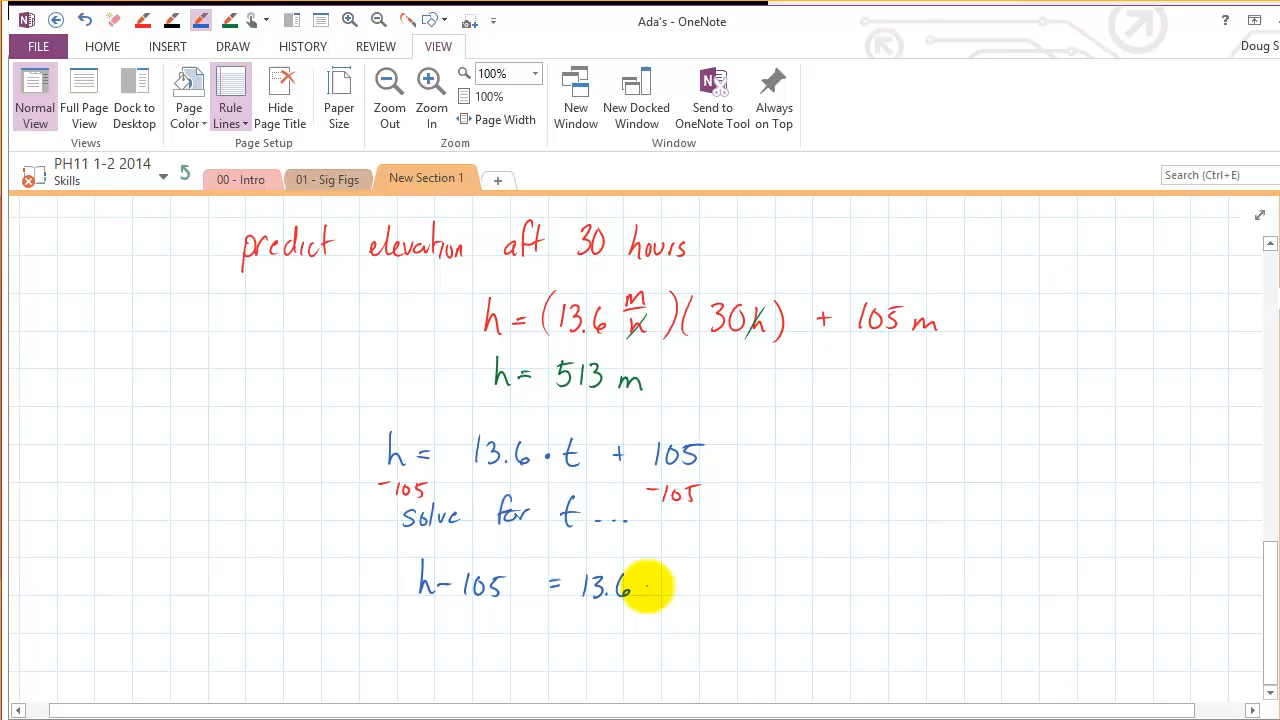 Ada's - OneNote
?
FILE HOME INSERT DRAW HISTORY REVIEW VIEW
Doug S
Normal View
Full Page View
Dock to Desktop
Page Color
Rule Lines
Hide Page Title
Paper Size
Zoom Out
Zoom In
100%
100%
Page Width
New Window
New Docked Window
Send to OneNote Tool
Always on Top
Views Page Setup Zoom Window
PH11 1-2 2014
Skills
00 - Intro 01 - Sig Figs New Section 1 +
Search (Ctrl+E)
predict elevation aft 30 hours
h = (13.6 m/h)(30h) + 105 m
h = 513 m
h = 13.6 • t + 105
-105 -105
solve for t ...
h - 105 = 13.6 ·